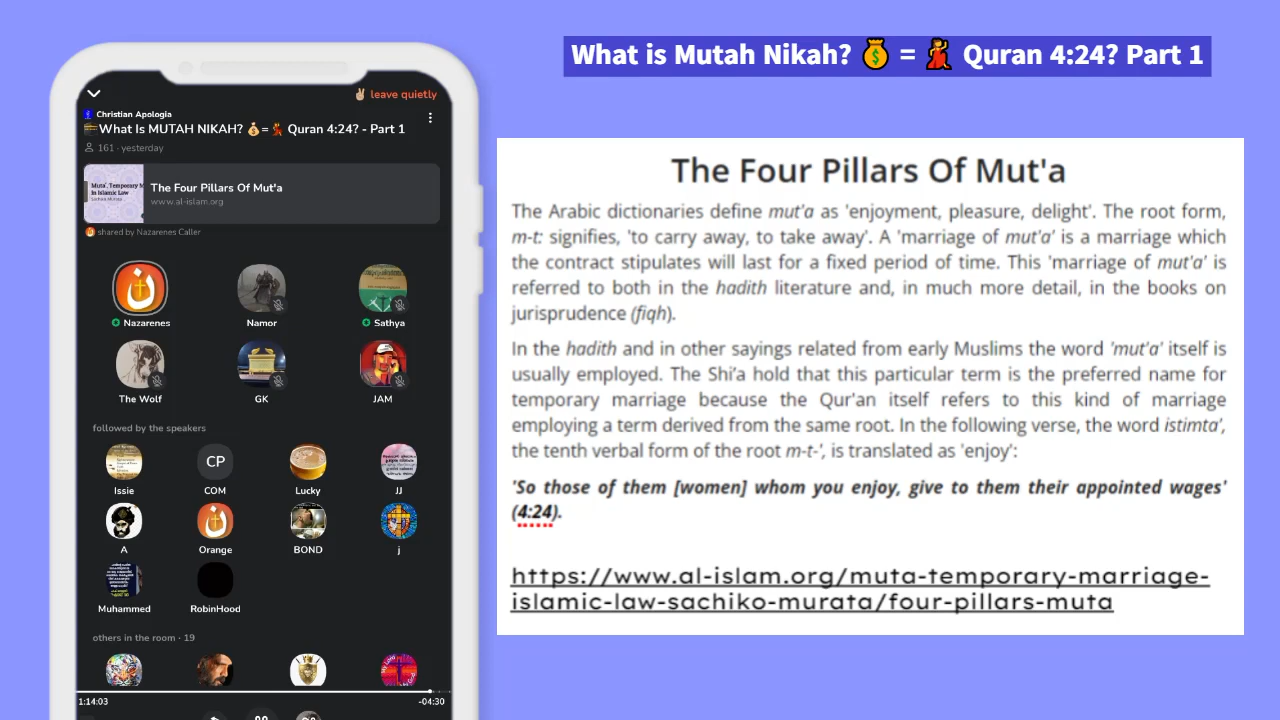 What is Mutah Nikah? 💰 = 💃 Quran 4:24? Part 1
✌🏼 leave quietly
Christian Apologia
What Is MUTAH NIKAH? 💰=💃 Quran 4:24? - Part 1
161 · yesterday
Muta', Temporary M
In Islamic Law
Sachiko Murata
The Four Pillars Of Mut'a
www.al-islam.org
shared by Nazarenes Caller
ن
Nazarenes
Namor
Sathya
The Wolf
GK
JAM
followed by the speakers
CP
Issie
COM
Lucky
JJ
ن
A
Orange
BOND
j
Muhammed
RobinHood
others in the room · 19
1:14:03
-04:30
The Four Pillars Of Mut'a
The Arabic dictionaries define mut'a as 'enjoyment, pleasure, delight'. The root form,
m-t: signifies, 'to carry away, to take away'. A 'marriage of mut'a' is a marriage which
the contract stipulates will last for a fixed period of time. This 'marriage of mut'a' is
referred to both in the hadith literature and, in much more detail, in the books on
jurisprudence (fiqh).
In the hadith and in other sayings related from early Muslims the word 'mut'a' itself is
usually employed. The Shi'a hold that this particular term is the preferred name for
temporary marriage because the Qur'an itself refers to this kind of marriage
employing a term derived from the same root. In the following verse, the word istimta',
the tenth verbal form of the root m-t-', is translated as 'enjoy':
'So those of them [women] whom you enjoy, give to them their appointed wages'
(4:24).
https://www.al-islam.org/muta-temporary-marriage-
islamic-law-sachiko-murata/four-pillars-muta